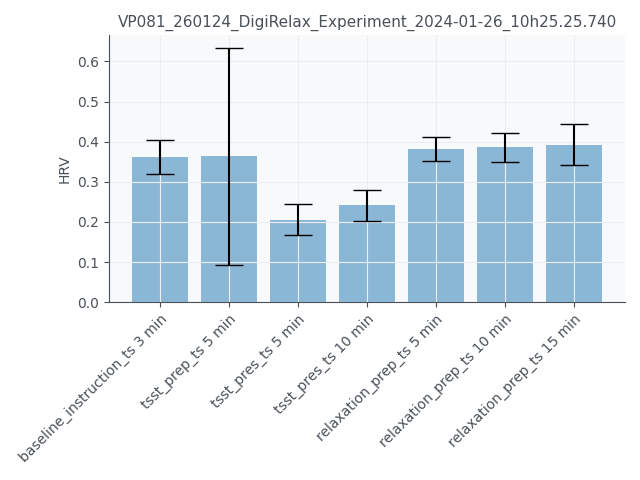 VP081_260124_DigiRelax_Experiment_2024-01-26_10h25.25.740
HRV
0.6
0.5
0.4
0.3
0.2
0.1
0.0
baseline_instruction_ts 3 min
tsst_prep_ts 5 min
tsst_pres_ts 5 min
tsst_pres_ts 10 min
relaxation_prep_ts 5 min
relaxation_prep_ts 10 min
relaxation_prep_ts 15 min